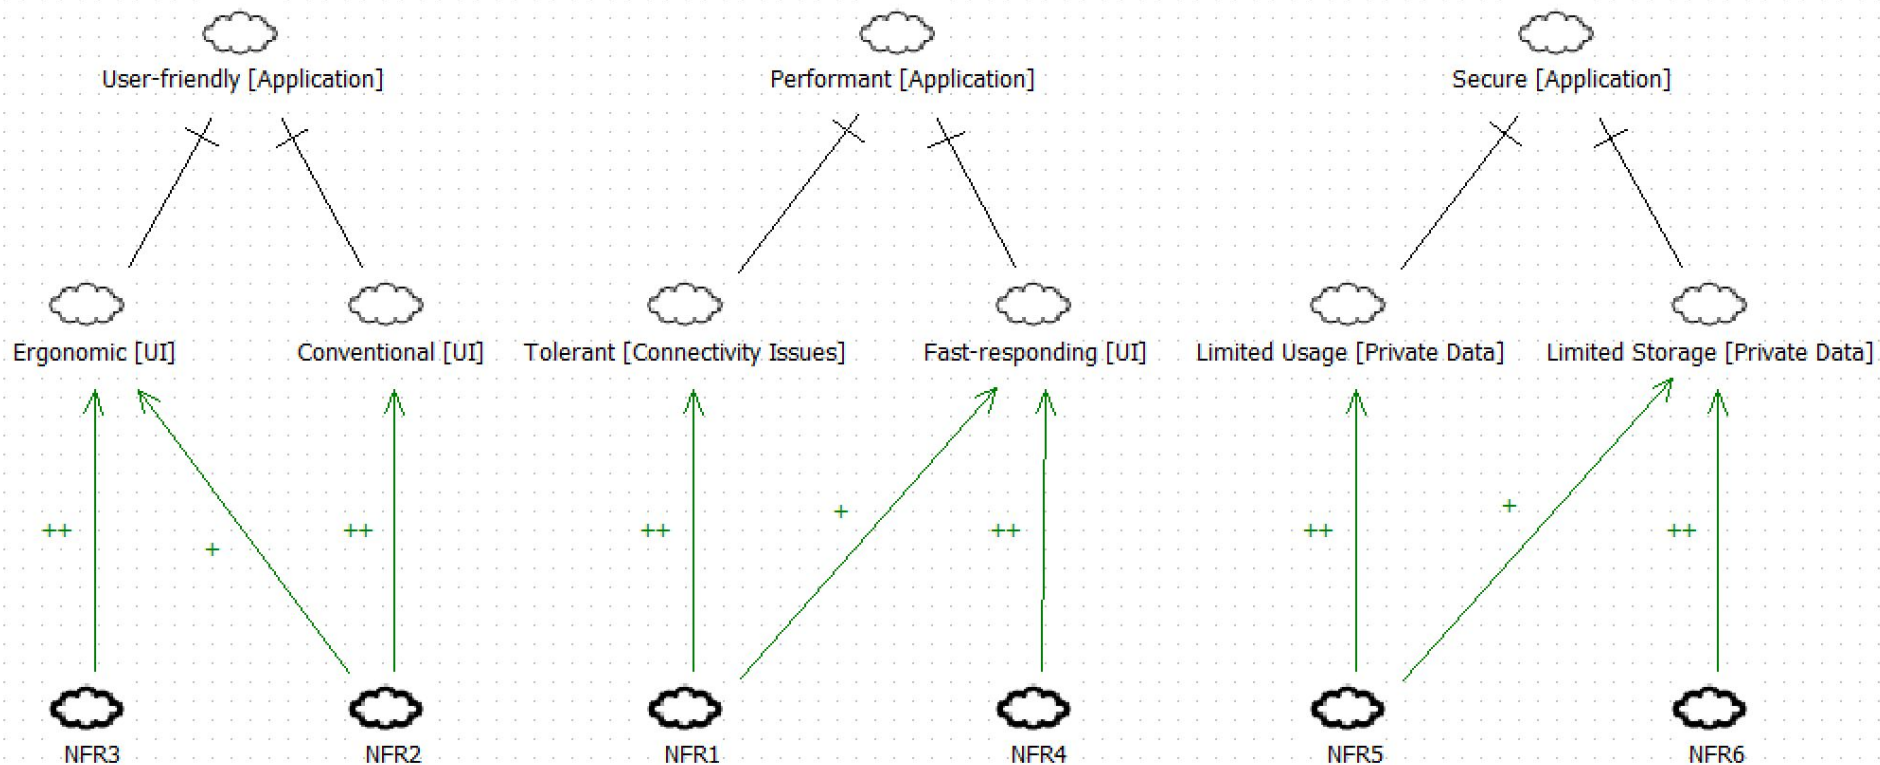 User-friendly [Application]
Performant [Application]
Secure [Application]
Ergonomic [UI]
Conventional [UI]
Tolerant [Connectivity Issues]
Fast-responding [UI]
Limited Usage [Private Data]
Limited Storage [Private Data]
++
+
++
++
+
++
++
+
++
NFR3
NFR2
NFR1
NFR4
NFR5
NFR6